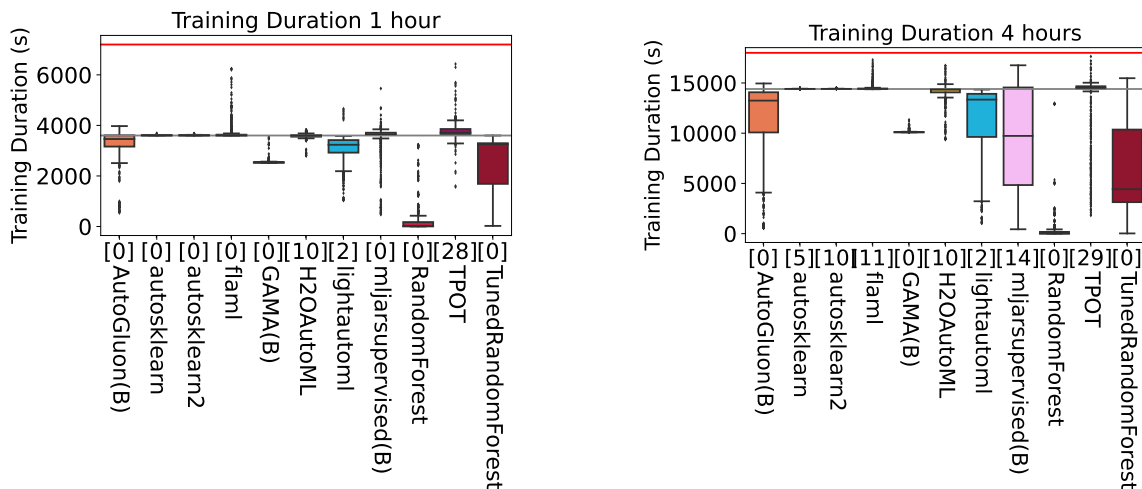 Training Duration 1 hour
Training Duration (s)
6000
4000
2000
0
[0] AutoGluon(B)
[0] autosklearn
[0] autosklearn2
[0] flaml
[0] GAMA(B)
[10] H2OAutoML
[2] lightautoml
[0] mljarsupervised(B)
[0] RandomForest
[28] TPOT
[0] TunedRandomForest
Training Duration 4 hours
Training Duration (s)
15000
10000
5000
0
[0] AutoGluon(B)
[5] autosklearn
[10] autosklearn2
[11] flaml
[0] GAMA(B)
[10] H2OAutoML
[2] lightautoml
[14] mljarsupervised(B)
[0] RandomForest
[29] TPOT
[0] TunedRandomForest